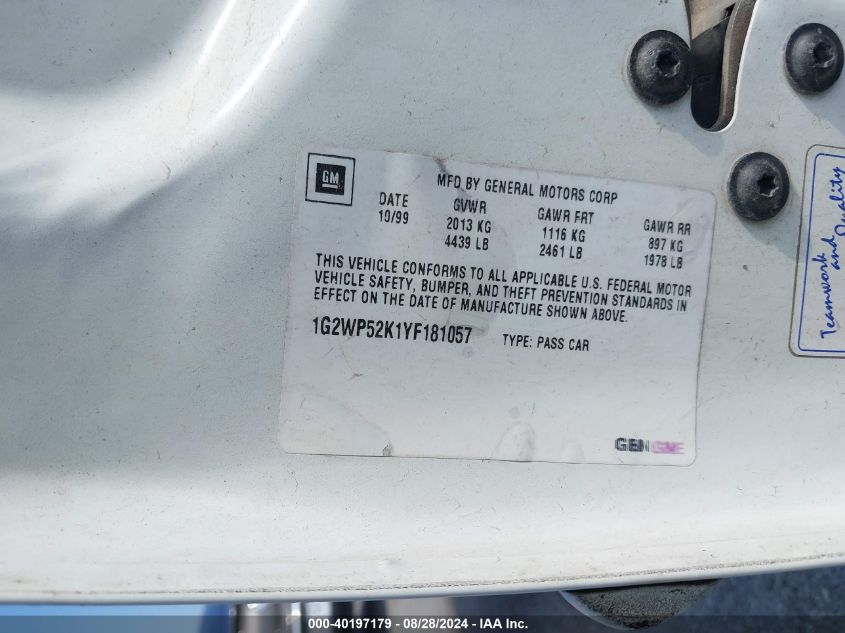 GM
MFD BY GENERAL MOTORS CORP
DATE GVWR GAWR FRT GAWR RR
10/99 2013 KG 1116 KG 897 KG
4439 LB 2461 LB 1978 LB
THIS VEHICLE CONFORMS TO ALL APPLICABLE U.S. FEDERAL MOTOR
VEHICLE SAFETY, BUMPER, AND THEFT PREVENTION STANDARDS IN
EFFECT ON THE DATE OF MANUFACTURE SHOWN ABOVE.
1G2WP52K1YF181057 TYPE: PASS CAR
Teamwork
and
Quality
000-40197179 - 08/28/2024 - IAA Inc.